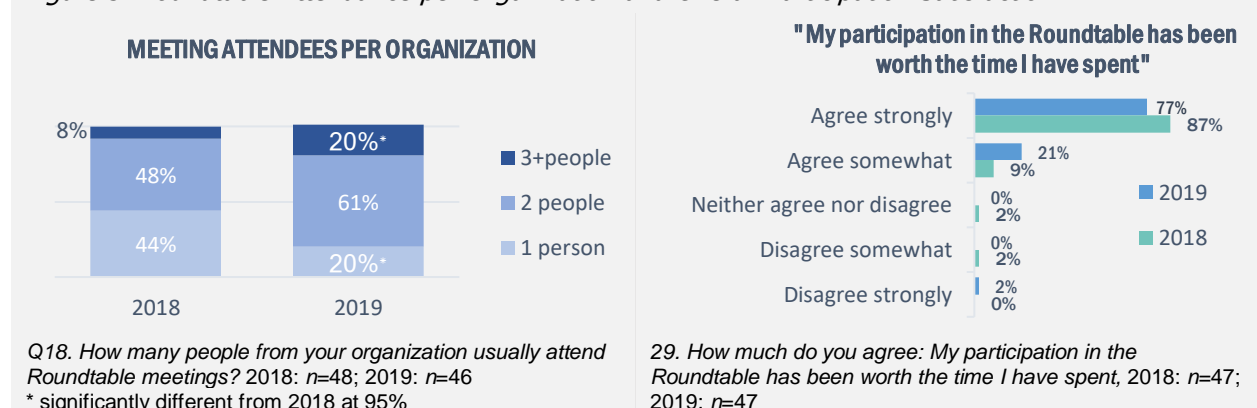 MEETING ATTENDEES PER ORGANIZATION
8%
48%
44%
20%*
61%
20%*
2018
2019
3+people
2 people
1 person
Q18. How many people from your organization usually attend
Roundtable meetings? 2018: n=48; 2019: n=46
* significantly different from 2018 at 95%
"My participation in the Roundtable has been
worth the time I have spent"
Agree strongly
77%
87%
Agree somewhat
21%
9%
Neither agree nor disagree
0%
2%
Disagree somewhat
0%
2%
Disagree strongly
2%
0%
2019
2018
29. How much do you agree: My participation in the
Roundtable has been worth the time I have spent, 2018: n=47;
2019: n=47